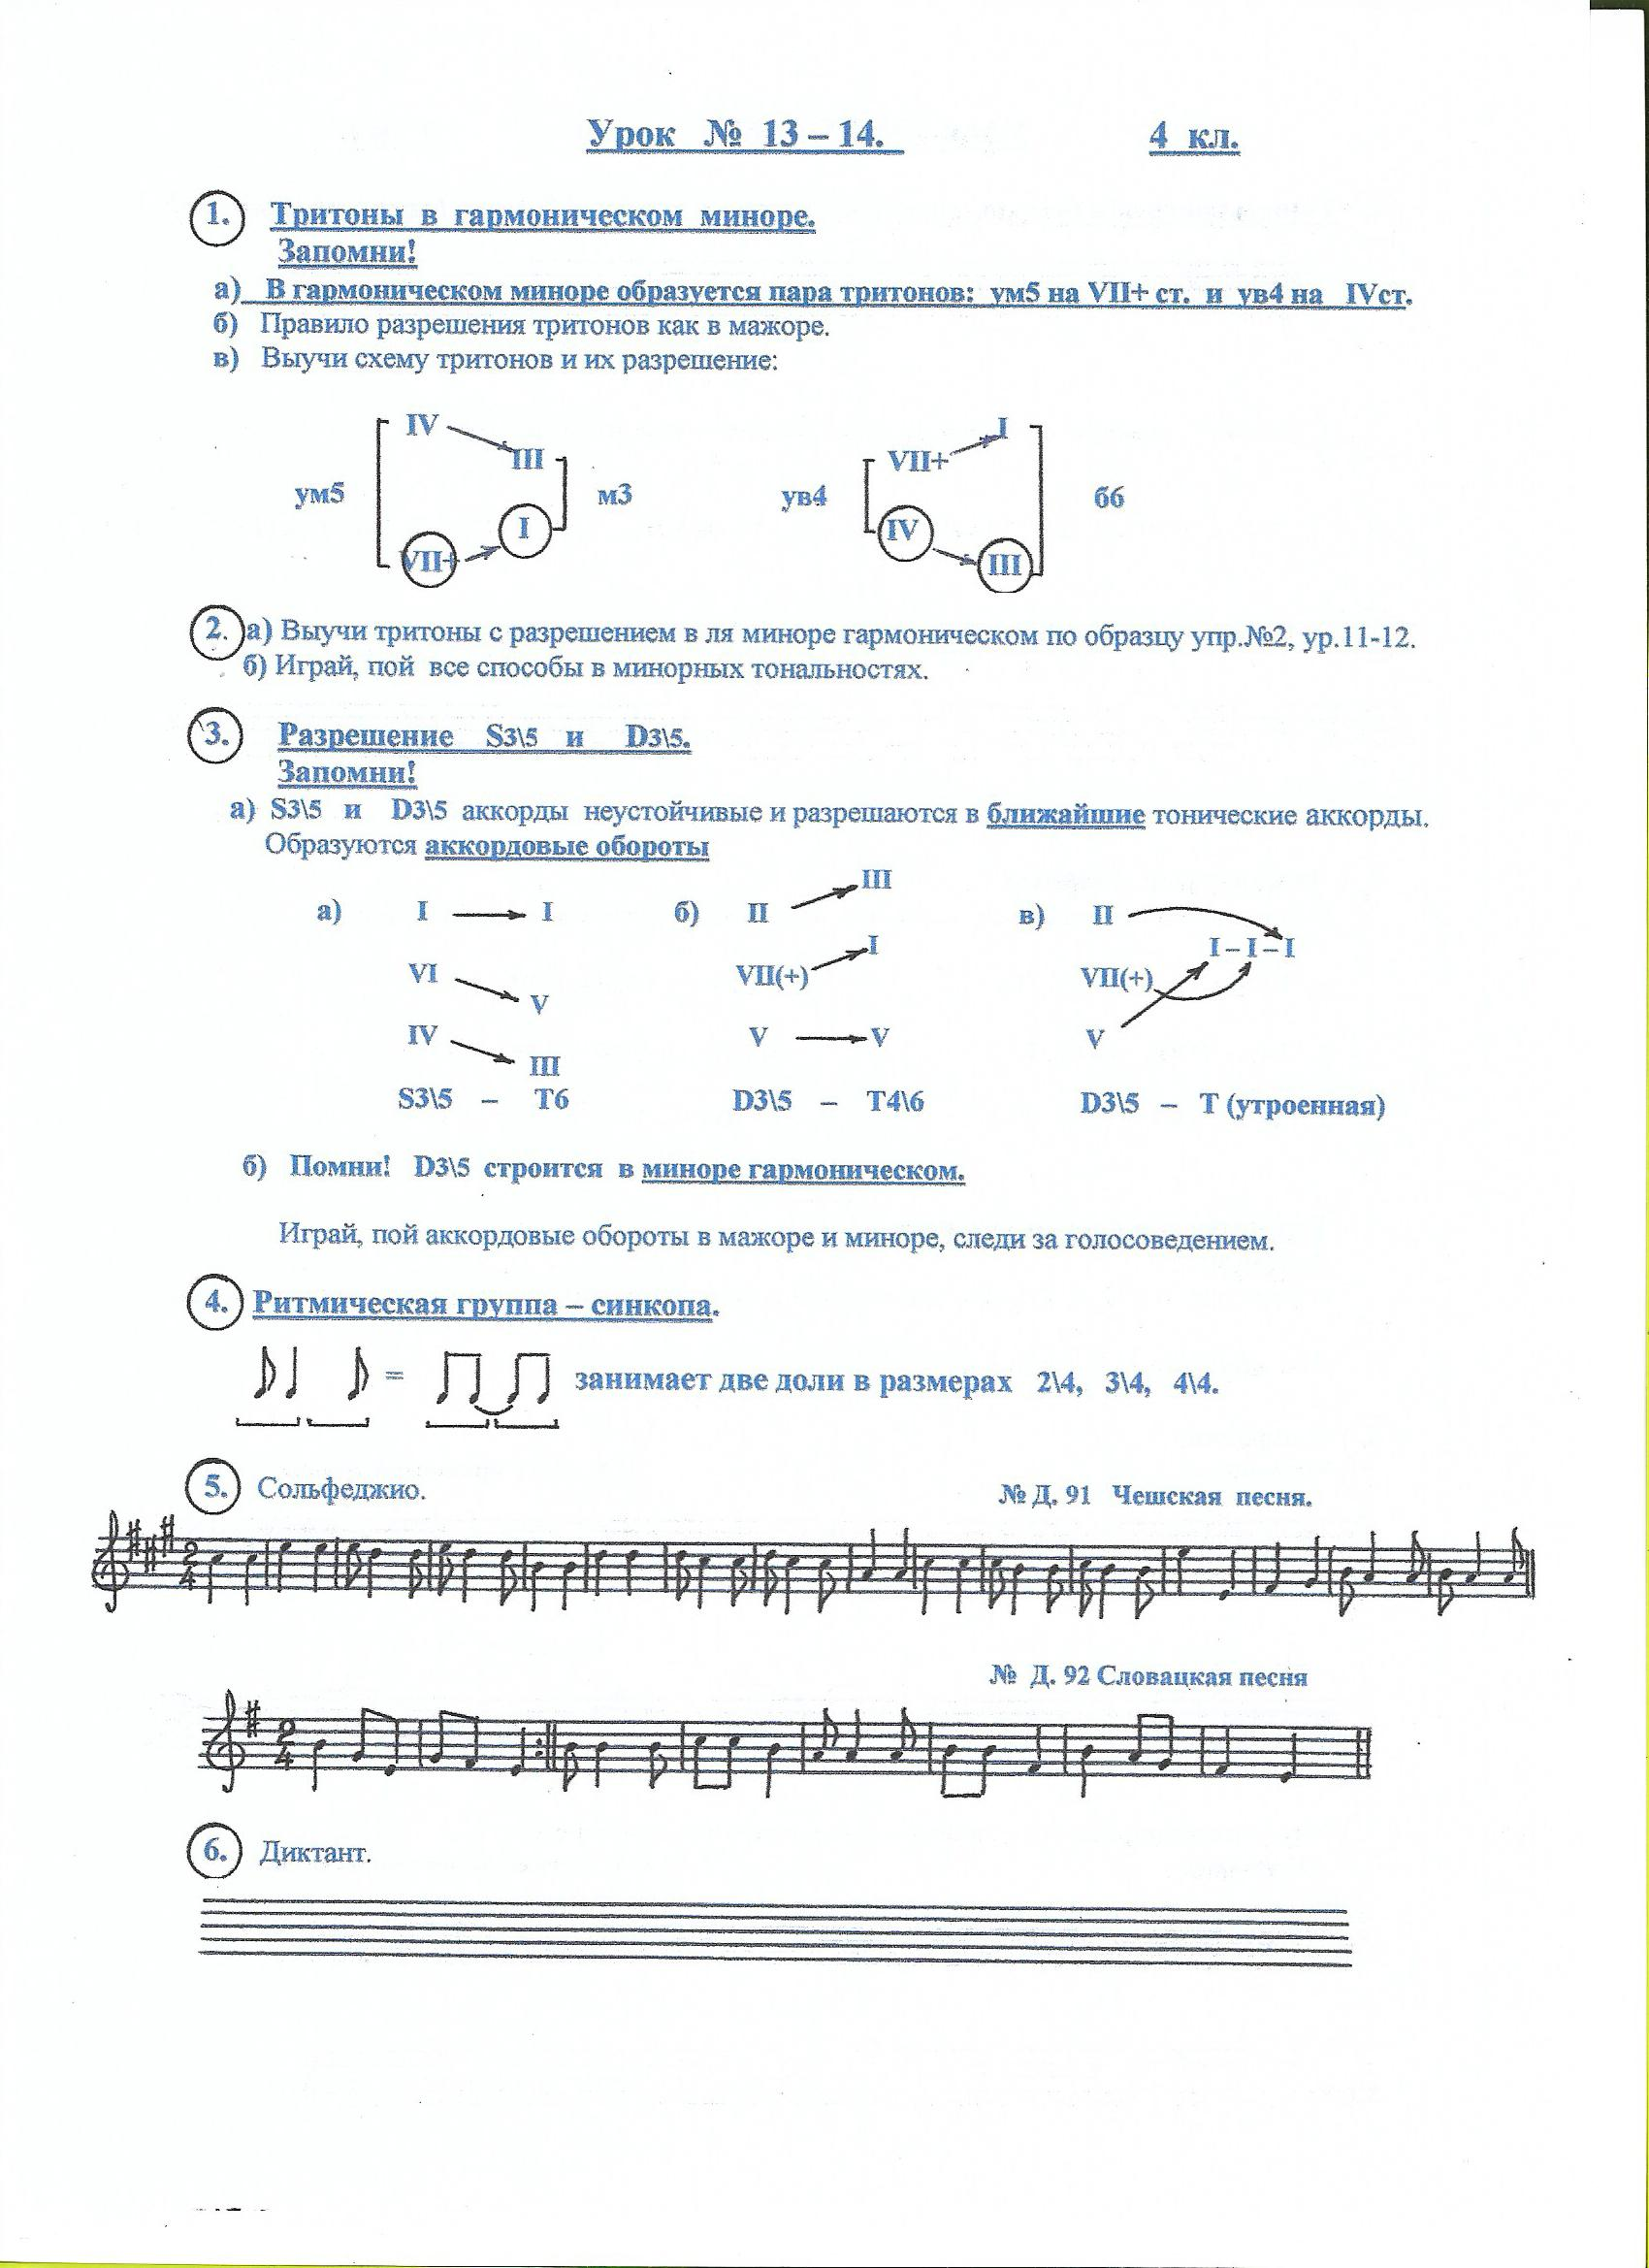 Урок № 13 – 14. 4 кл.
1. Тритоны в гармоническом миноре.
Запомни!
а) В гармоническом миноре образуется пара тритонов: ум5 на VII+ ст. и ув4 на IVст.
б) Правило разрешения тритонов как в мажоре.
в) Выучи схему тритонов и их разрешение:
IV I
III VII+
ум5 м3 ув4 б6
I IV
VII+ III
2. а) Выучи тритоны с разрешением в ля миноре гармоническом по образцу упр.№2, ур.11-12.
б) Играй, пой все способы в минорных тональностях.
3. Разрешение S3\5 и D3\5.
Запомни!
а) S3\5 и D3\5 аккорды неустойчивые и разрешаются в ближайшие тонические аккорды.
Образуются аккордовые обороты
III
а) I I б) II в) II
I I – I – I
VI VII(+) VII(+)
V
IV V V V
III
S3\5 – T6 D3\5 – T4\6 D3\5 – T (утроенная)
б) Помни! D3\5 строится в миноре гармоническом.
Играй, пой аккордовые обороты в мажоре и миноре, следи за голосоведением.
4. Ритмическая группа – синкопа.
= занимает две доли в размерах 2\4, 3\4, 4\4.
5. Сольфеджио. № Д. 91 Чешская песня.
2
4
№ Д. 92 Словацкая песня
2
4
6. Диктант.